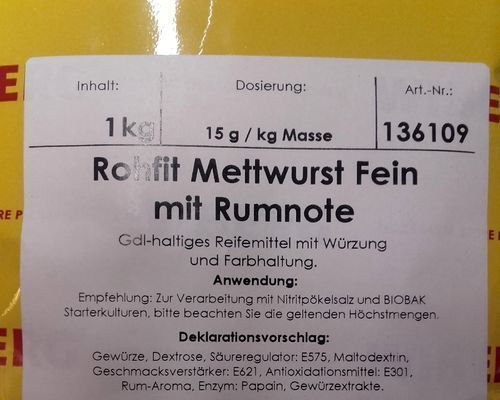 Inhalt: Dosierung: Art.-Nr.:
1kg 15 g / kg Masse 136109
Rohfit Mettwurst Fein
mit Rumnote
Gdl-haltiges Reifemittel mit Würzung
und Farbhaltung.
Anwendung:
Empfehlung: Zur Verarbeitung mit Nitritpökelsalz und BIOBAK
Starterkulturen, bitte beachten Sie die geltenden Höchstmengen.
Deklarationsvorschlag:
Gewürze, Dextrose, Säureregulator: E575, Maltodextrin,
Geschmacksverstärker: E621, Antioxidationsmittel: E301,
Rum-Aroma, Enzym: Papain, Gewürzextrakte.